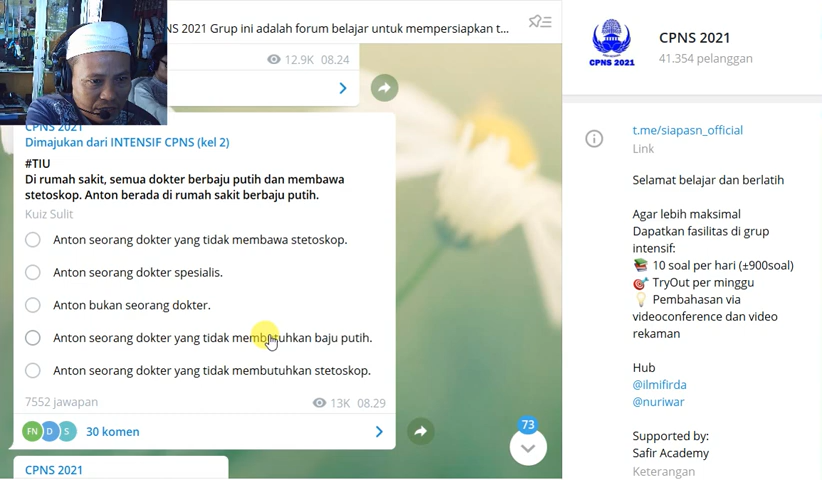 NS 2021 Grup ini adalah forum belajar untuk mempersiapkan t...
12.9K 08.24
CPNS 2021
Dimajukan dari INTENSIF CPNS (kel 2)
#TIU
Di rumah sakit, semua dokter berbaju putih dan membawa
stetoskop. Anton berada di rumah sakit berbaju putih.
Kuiz Sulit
Anton seorang dokter yang tidak membawa stetoskop.
Anton seorang dokter spesialis.
Anton bukan seorang dokter.
Anton seorang dokter yang tidak membutuhkan baju putih.
Anton seorang dokter yang tidak membutuhkan stetoskop.
7552 jawapan
13K 08.29
FN D S 30 komen
73
CPNS 2021
CPNS 2021
CPNS 2021
41.354 pelanggan
t.me/siapasn_official
Link
Selamat belajar dan berlatih
Agar lebih maksimal
Dapatkan fasilitas di grup
intensif:
10 soal per hari (±900soal)
TryOut per minggu
Pembahasan via
videoconference dan video
rekaman
Hub
@ilmifirda
@nuriwar
Supported by:
Safir Academy
Keterangan